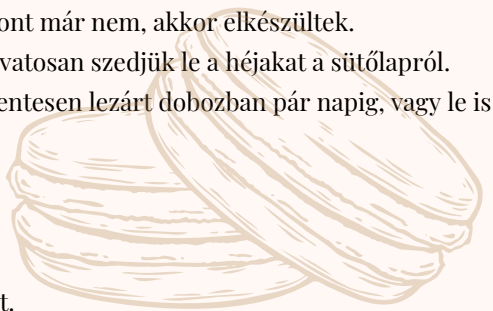 ont már nem, akkor elkészültek.
vatosan szedjük le a héjakat a sütőlapról.
entesen lezárt dobozban pár napig, vagy le is
t.